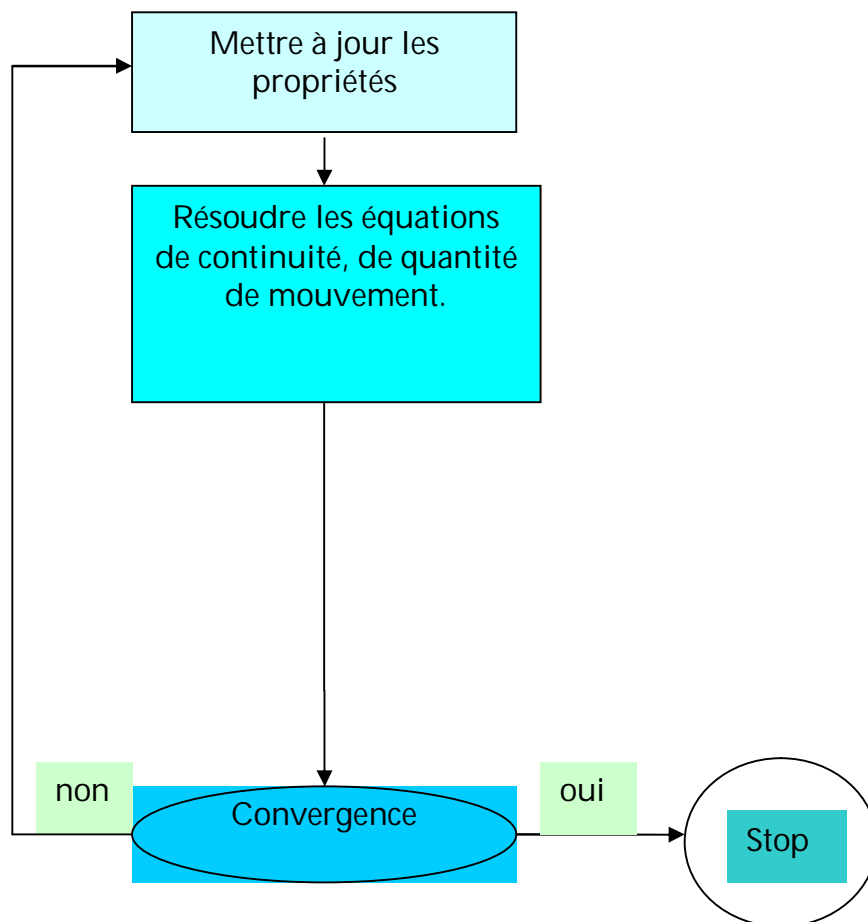 Mettre à jour les
propriétés
Résoudre les équations
de continuité, de quantité
de mouvement.
non
Convergence
oui
Stop